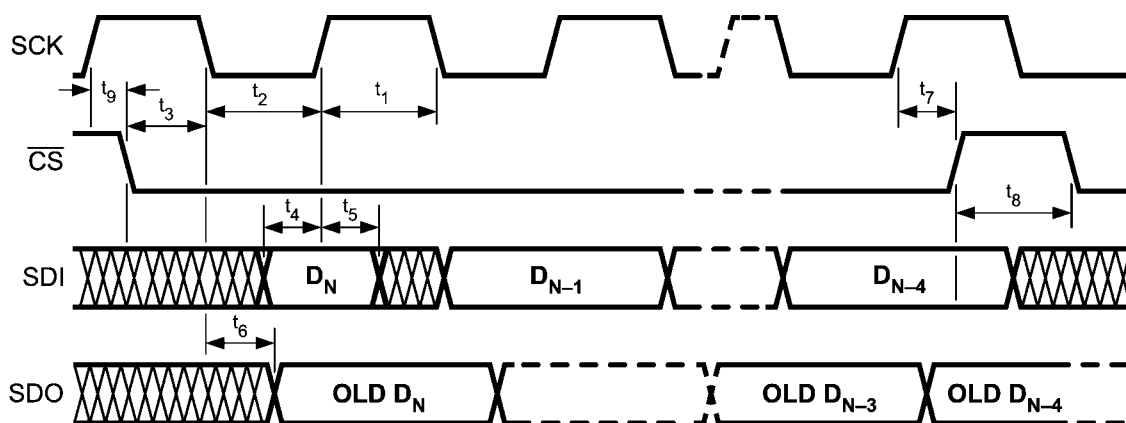 SCK
t9
t3
t2
t1
t7
CS
t8
t4
t5
SDI
DN
DN–1
DN–4
t6
SDO
OLD DN
OLD DN–3
OLD DN–4